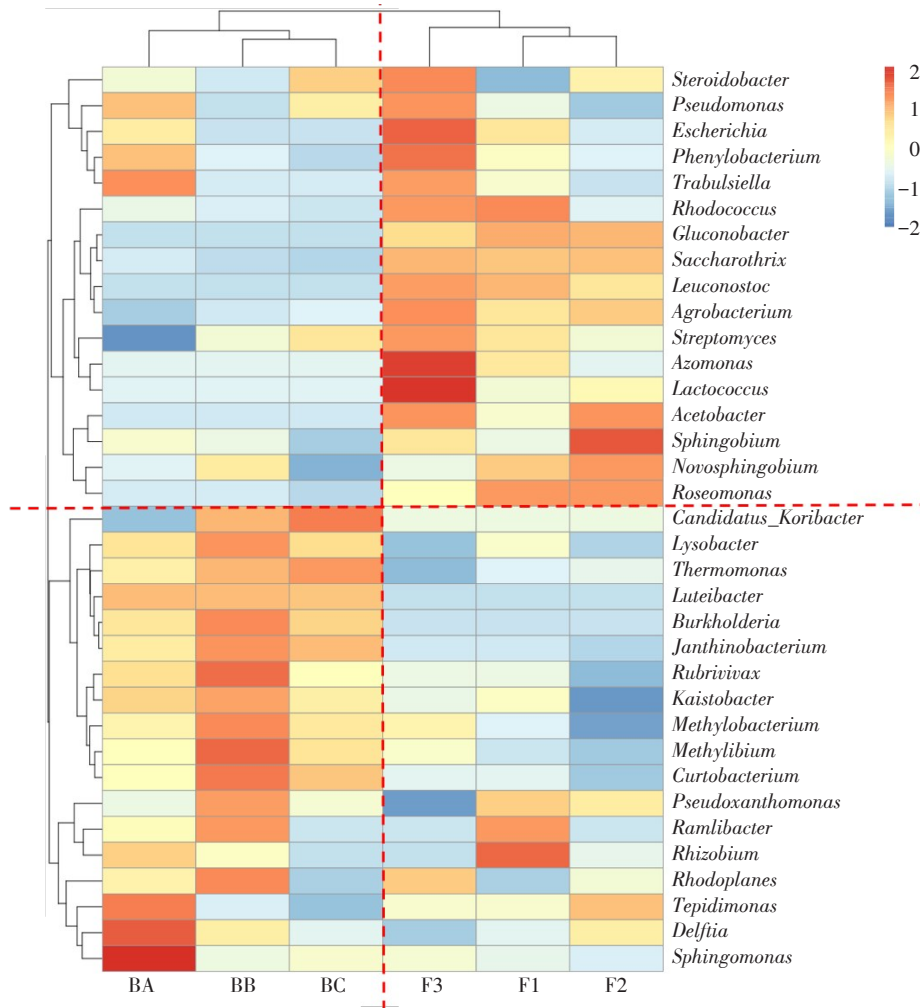 Steroidobacter
Pseudomonas
Escherichia
Phenylobacterium
Trabulsiella
Rhodococcus
Gluconobacter
Saccharothrix
Leuconostoc
Agrobacterium
Streptomyces
Azomonas
Lactococcus
Acetobacter
Sphingobium
Novosphingobium
Roseomonas
Candidatus_Koribacter
Lysobacter
Thermomonas
Luteibacter
Burkholderia
Janthinobacterium
Rubrivivax
Kaistobacter
Methylobacterium
Methylibium
Curtobacterium
Pseudoxanthomonas
Ramlibacter
Rhizobium
Rhodoplanes
Tepidimonas
Delftia
Sphingomonas
BA BB BC F3 F1 F2
2
1
0
−1
−2